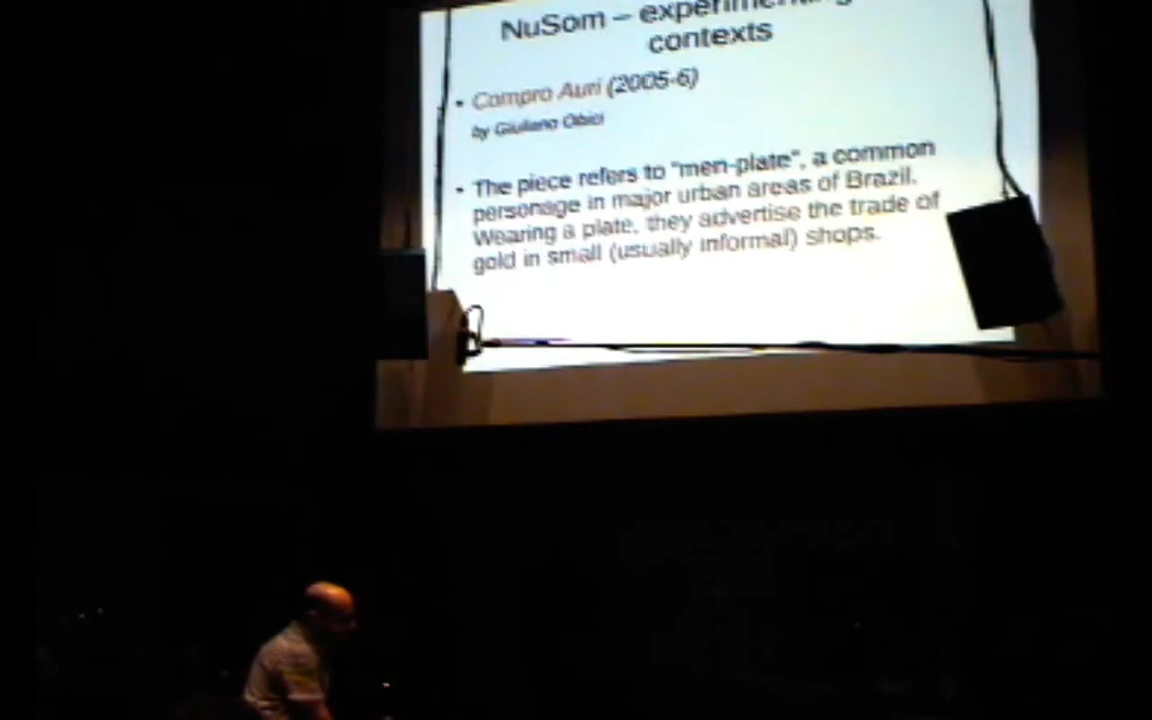 NuSom – experimenting
contexts
• Compro Auri (2005-6)
by Giuliano Obici
• The piece refers to "men-plate", a common
personage in major urban areas of Brazil.
Wearing a plate, they advertise the trade of
gold in small (usually informal) shops.